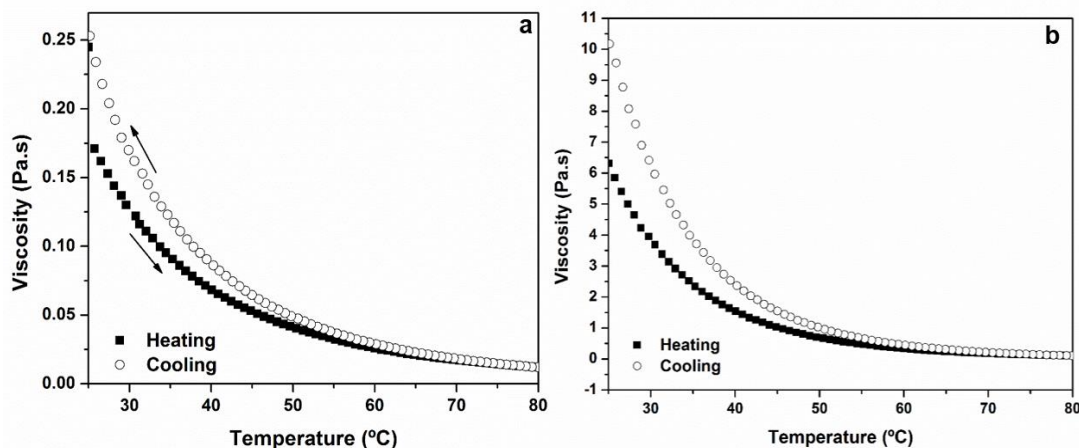 a
0.25
0.20
0.15
0.10
0.05
0.00
Viscosity (Pa.s)
Heating
Cooling
30 40 50 60 70 80
Temperature (ºC)
b
11
10
9
8
7
6
5
4
3
2
1
0
-1
Viscosity (Pa.s)
Heating
Cooling
30 40 50 60 70 80
Temperature (ºC)